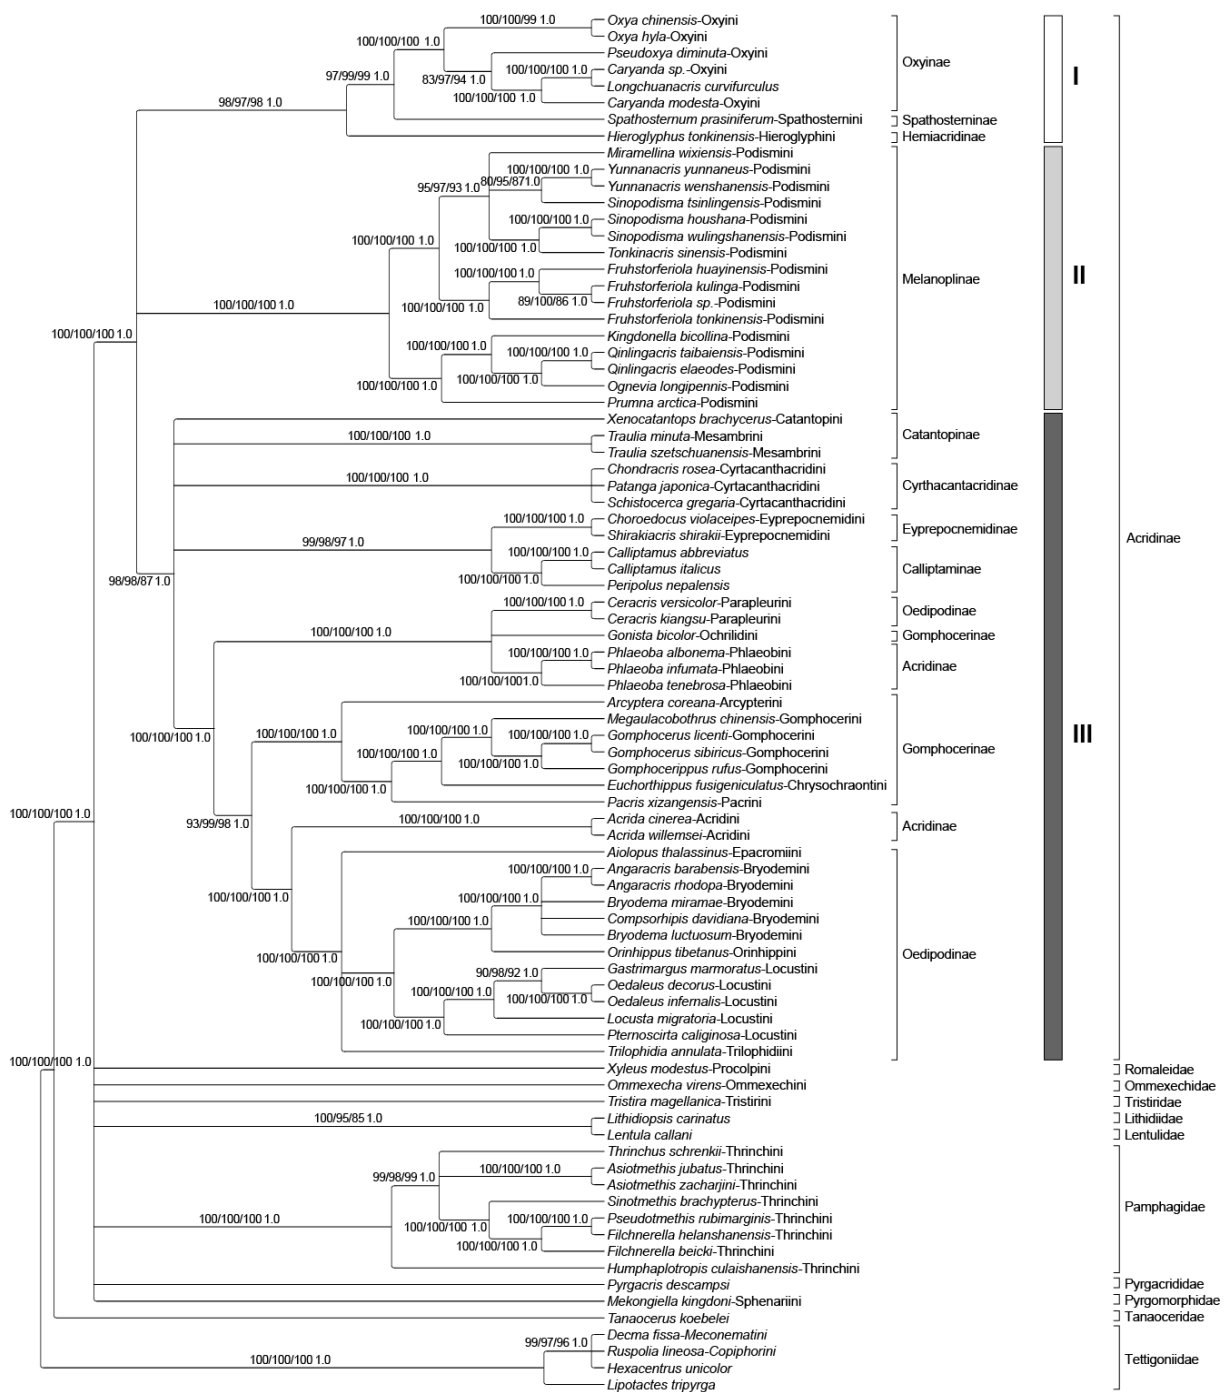 100/100/99 1.0
Oxya chinensis-Oxyini
Oxya hyla-Oxyini
100/100/100 1.0
Pseudoxya diminuta-Oxyini
Oxyinae
I
97/99/99 1.0
83/97/94 1.0
100/100/100 1.0
Caryanda sp.-Oxyini
Longchuanacris curvifurculus
100/100/100 1.0
Caryanda modesta-Oxyini
98/97/98 1.0
Spathosternum prasiniferum-Spathosternini
Spathosterninae
Hieroglyphus tonkinensis-Hieroglyphini
Hemiacridinae
Miramellina wixiensis-Podismini
100/100/100 1.0
Yunnanacris yunnaneus-Podismini
95/97/93 1.0
80/95/87 1.0
Yunnanacris wenshanensis-Podismini
Sinopodisma tsinlingensis-Podismini
100/100/100 1.0
Sinopodisma houshana-Podismini
Sinopodisma wulingshanensis-Podismini
100/100/100 1.0
100/100/100 1.0
Tonkinacris sinensis-Podismini
100/100/100 1.0
Fruhstorferiola huayinensis-Podismini
Melanoplinae
II
Fruhstorferiola kulinga-Podismini
100/100/100 1.0
89/100/86 1.0
Fruhstorferiola sp.-Podismini
100/100/100 1.0
Fruhstorferiola tonkinensis-Podismini
100/100/100 1.0
Kingdonella bicollina-Podismini
100/100/100 1.0
100/100/100 1.0
Qinlingacris taibaiensis-Podismini
Qinlingacris elaeodes-Podismini
100/100/100 1.0
100/100/100 1.0
Ognevia longipennis-Podismini
Prumna arctica-Podismini
Xenocatantops brachycerus-Catantopini
100/100/100 1.0
Traulia minuta-Mesambrini
Catantopinae
Traulia szetschuanensis-Mesambrini
Chondracris rosea-Cyrtacanthacridini
100/100/100 1.0
Patanga japonica-Cyrtacanthacridini
Cyrthacantacridinae
Schistocerca gregaria-Cyrtacanthacridini
100/100/100 1.0
Choroedocus violaceipes-Eyprepocnemidini
Eyprepocnemidinae
Shirakiacris shirakii-Eyprepocnemidini
Acridinae
99/98/97 1.0
Calliptamus abbreviatus
Calliptamus italicus
Calliptaminae
98/98/87 1.0
100/100/100 1.0
Peripolus nepalensis
100/100/100 1.0
Ceracris versicolor-Parapleurini
Oedipodinae
Ceracris kiangsu-Parapleurini
100/100/100 1.0
Gonista bicolor-Ochrilidini
Gomphocerinae
100/100/100 1.0
Phlaeoba albonema-Phlaeobini
Phlaeoba infumata-Phlaeobini
Acridinae
100/100/100 1.0
Phlaeoba tenebrosa-Phlaeobini
Arcyptera coreana-Arcypterini
Megaulacobothrus chinensis-Gomphocerini
100/100/100 1.0
100/100/100 1.0
100/100/100 1.0
100/100/100 1.0
Gomphocerus licenti-Gomphocerini
III
Gomphocerus sibiricus-Gomphocerini
Gomphocerinae
100/100/100 1.0
Gomphocerippus rufus-Gomphocerini
100/100/100 1.0
Euchorthippus fusigeniculatus-Chrysochraontini
Pacris xizangensis-Pacrini
100/100/100 1.0
93/99/98 1.0
100/100/100 1.0
Acrida cinerea-Acridini
Acridinae
Acrida willemsei-Acridini
Aiolopus thalassinus-Epacromiini
100/100/100 1.0
Angaracris barabensis-Bryodemini
Angaracris rhodopa-Bryodemini
100/100/100 1.0
100/100/100 1.0
Bryodema miramae-Bryodemini
100/100/100 1.0
Compsorhipis davidiana-Bryodemini
Bryodema luctuosum-Bryodemini
Orinhippus tibetanus-Orinhippini
Oedipodinae
100/100/100 1.0
90/98/92 1.0
Gastrimargus marmoratus-Locustini
100/100/100 1.0
100/100/100 1.0
Oedaleus decorus-Locustini
100/100/100 1.0
Oedaleus infernalis-Locustini
Locusta migratoria-Locustini
100/100/100 1.0
Pternoscirta caliginosa-Locustini
Trilophidia annulata-Trilophidiini
100/100/100 1.0
Xyleus modestus-Procolpini
Romaleidae
Ommexecha virens-Ommexechini
Ommexechidae
Tristira magellanica-Tristirini
Tristiridae
100/95/85 1.0
Lithidiopsis carinatus
Lithidiidae
Lentula callani
Lentulidae
Thrinchus schrenkii-Thrinchini
99/98/99 1.0
100/100/100 1.0
Asiotmethis jubatus-Thrinchini
Asiotmethis zacharjini-Thrinchini
Sinotmethis brachypterus-Thrinchini
Pamphagidae
100/100/100 1.0
100/100/100 1.0
100/100/100 1.0
Pseudotmethis rubimarginis-Thrinchini
Filchnerella helanshanensis-Thrinchini
100/100/100 1.0
Filchnerella beicki-Thrinchini
Humphaplotropis culaishanensis-Thrinchini
Pyrgacris descampsi
Pyrgacrididae
Mekongiella kingdoni-Sphenariini
Pyrgomorphidae
Tanaocerus koebelei
Tanaoceridae
99/97/96 1.0
Decma fissa-Meconematini
Ruspolia lineosa-Copiphorini
100/100/100 1.0
Hexacentrus unicolor
Tettigoniidae
Lipotactes tripyrga